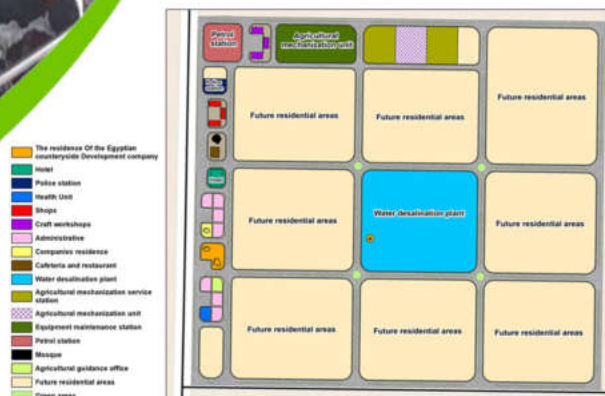 Petrol
station
Agricultural
mechanization unit
Future residential areas
Future residential areas
Future residential areas
Future residential areas
Water desalination plant
Future residential areas
Future residential areas
Future residential areas
Future residential areas
The residence Of the Egyptian
countryside Development company
Hotel
Police station
Health Unit
Shops
Craft workshops
Administrative
Companies residence
Cafeteria and restaurant
Water desalination plant
Agricultural mechanization service
station
Agricultural mechanization unit
Equipment maintenance station
Petrol station
Mosque
Agricultural guidance office
Future residential areas
Green areas